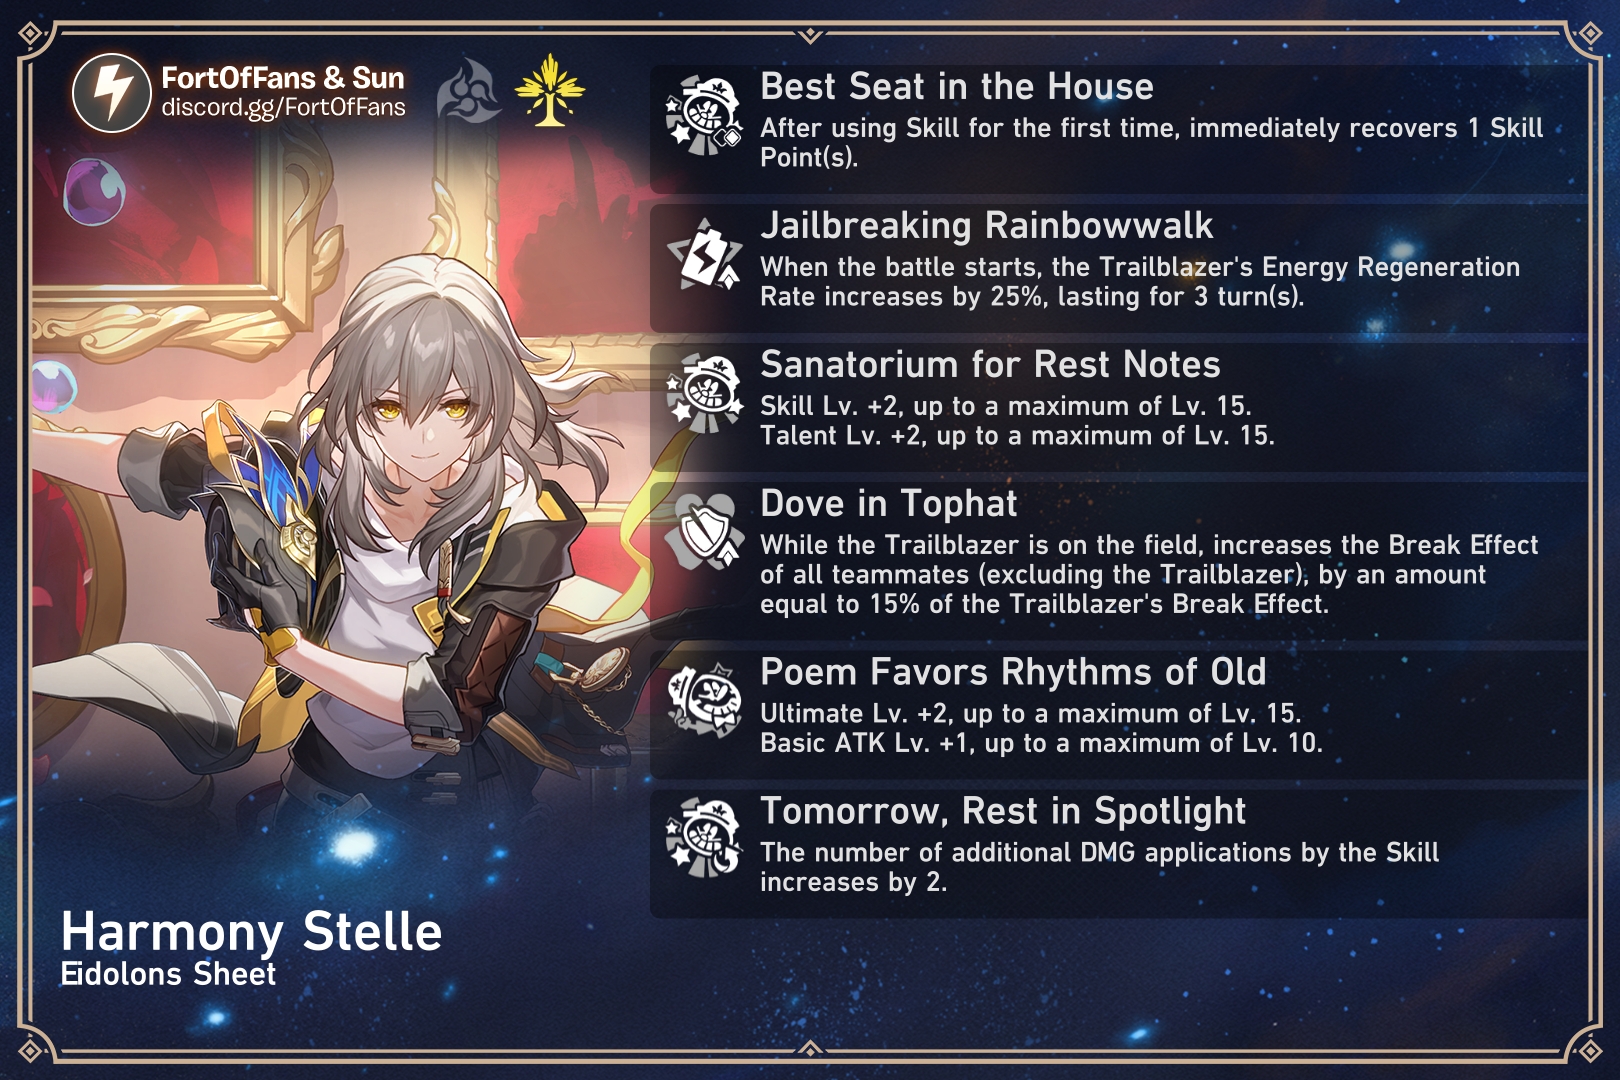 FortOfFans & Sun
discord.gg/FortOfFans
Best Seat in the House
After using Skill for the first time, immediately recovers 1 Skill
Point(s).
Jailbreaking Rainbowwalk
When the battle starts, the Trailblazer's Energy Regeneration
Rate increases by 25%, lasting for 3 turn(s).
Sanatorium for Rest Notes
Skill Lv. +2, up to a maximum of Lv. 15.
Talent Lv. +2, up to a maximum of Lv. 15.
Dove in Tophat
While the Trailblazer is on the field, increases the Break Effect
of all teammates (excluding the Trailblazer), by an amount
equal to 15% of the Trailblazer's Break Effect.
Poem Favors Rhythms of Old
Ultimate Lv. +2, up to a maximum of Lv. 15.
Basic ATK Lv. +1, up to a maximum of Lv. 10.
Tomorrow, Rest in Spotlight
The number of additional DMG applications by the Skill
increases by 2.
Harmony Stelle
Eidolons Sheet